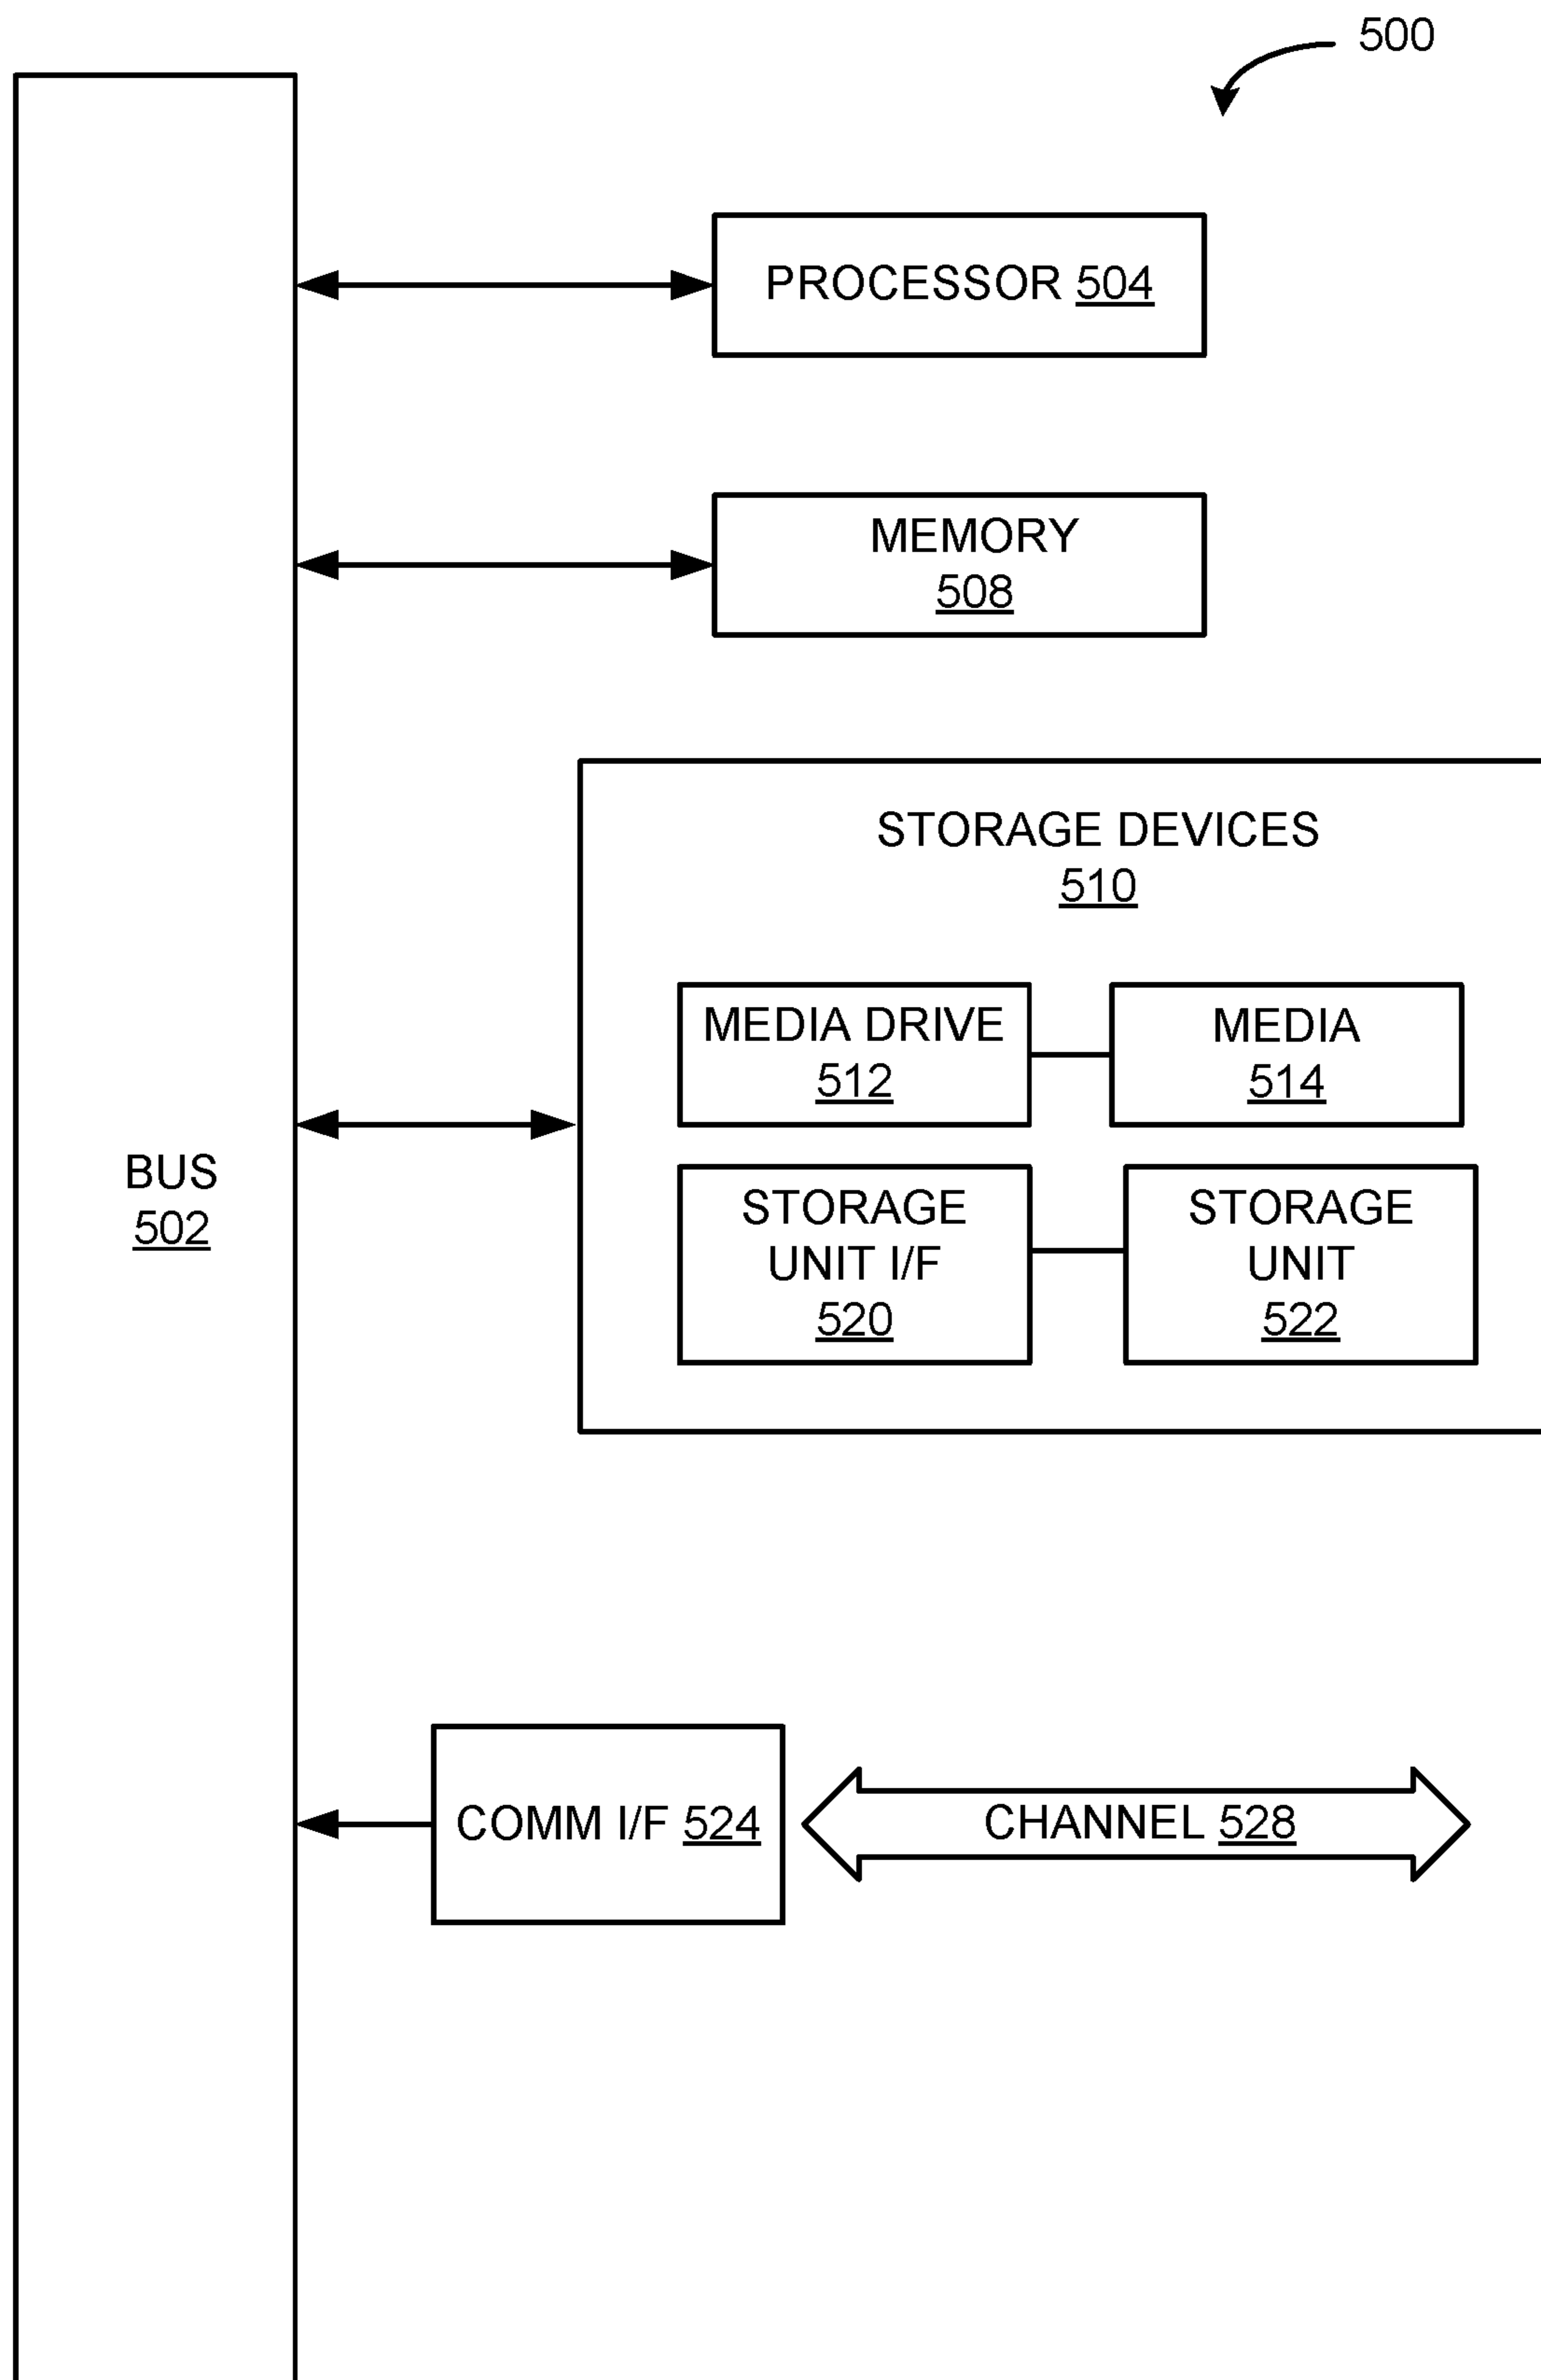 500
PROCESSOR 504
MEMORY
508
STORAGE DEVICES
510
MEDIA DRIVE
512
MEDIA
514
BUS
502
STORAGE
UNIT I/F
520
STORAGE
UNIT
522
COMM I/F 524
CHANNEL 528